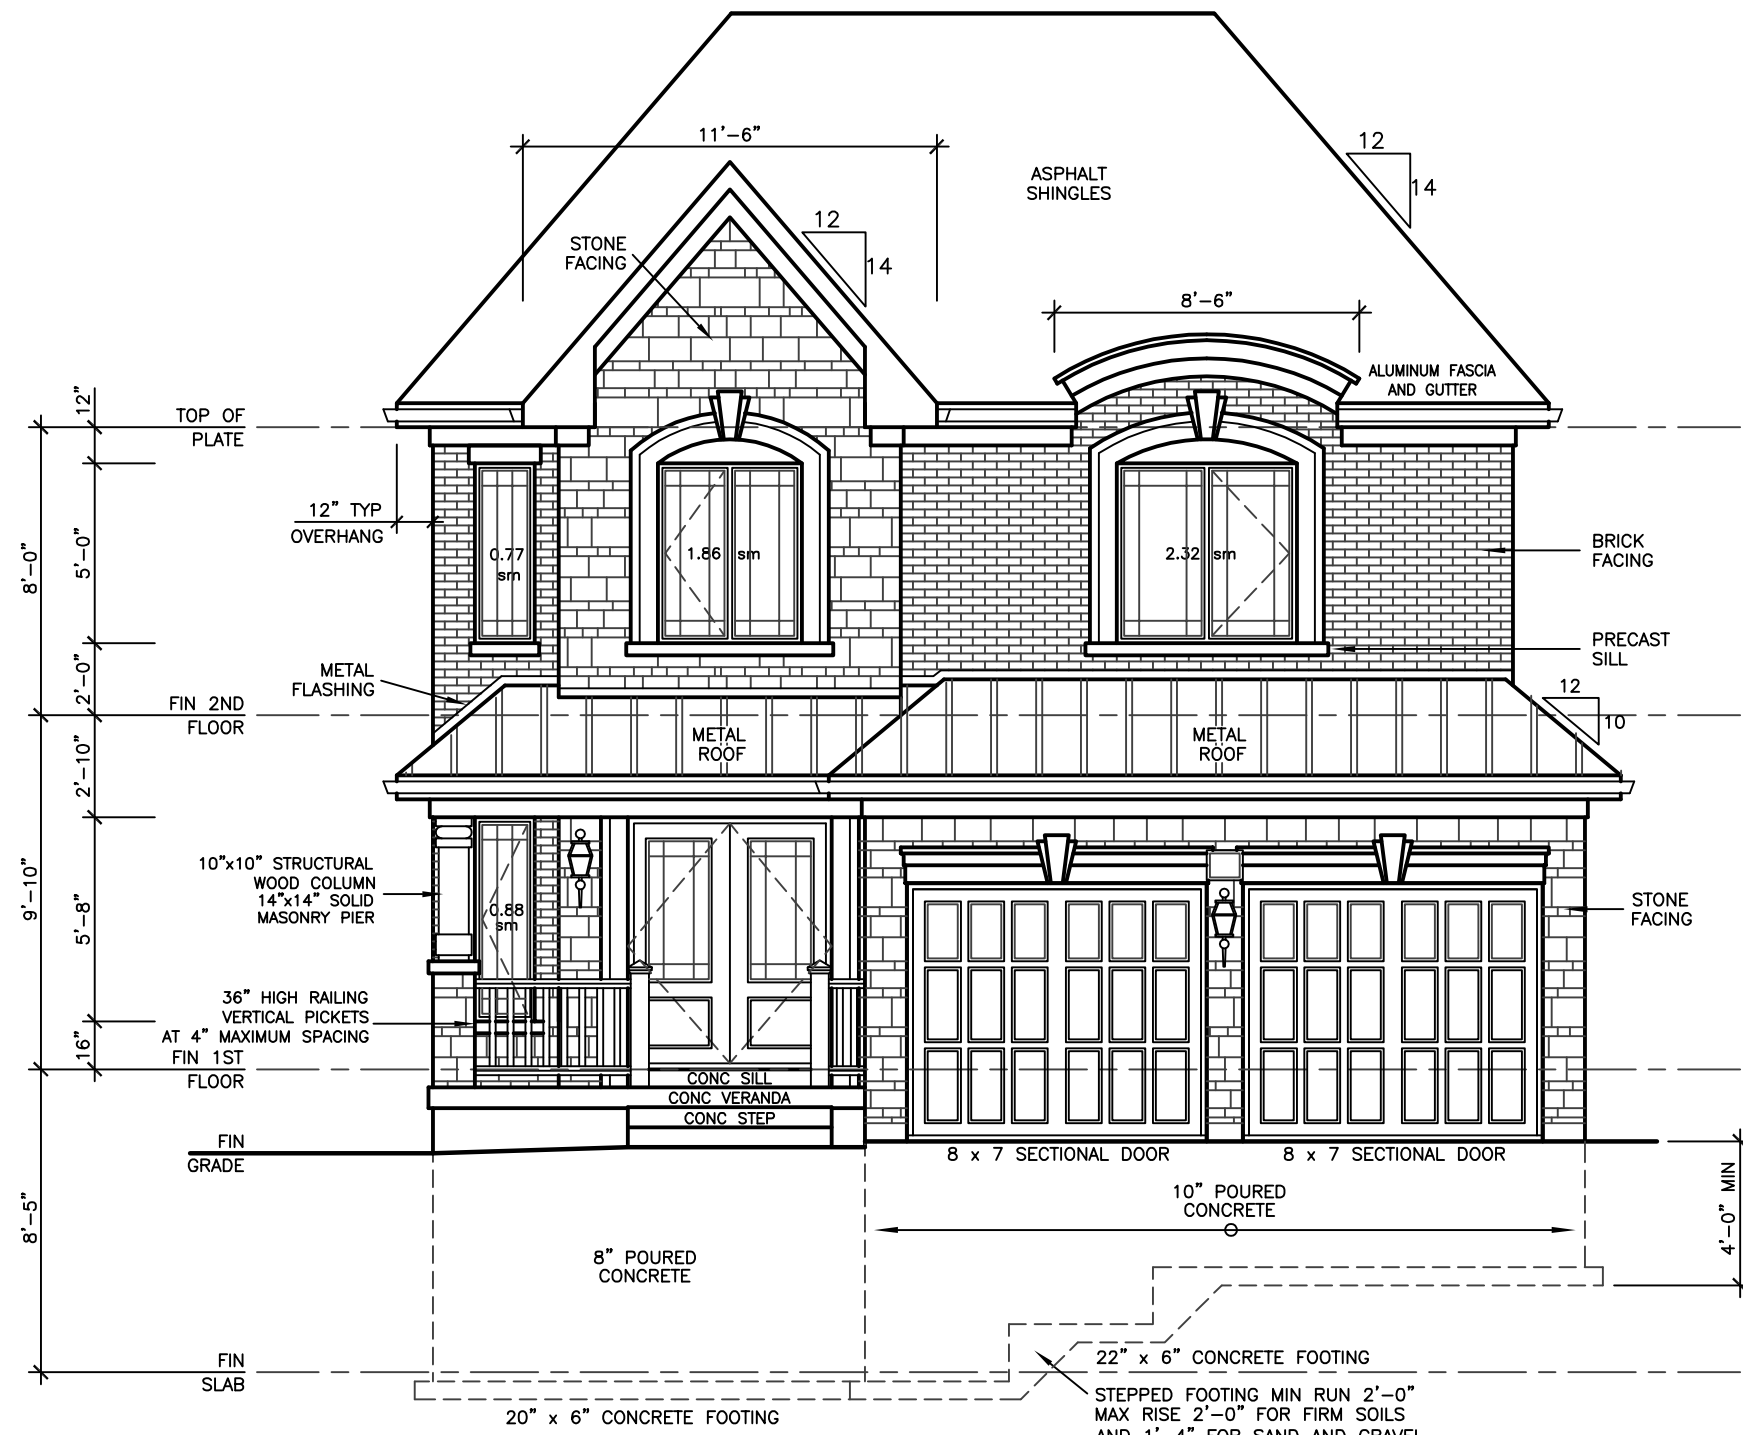 11'-6"
12
14
ASPHALT
SHINGLES
12
14
STONE
FACING
8'-6"
ALUMINUM FASCIA
AND GUTTER
12"
TOP OF
PLATE
12" TYP
OVERHANG
8'-0"
5'-0"
0.77
sm
1.86 sm
2.32 sm
BRICK
FACING
PRECAST
SILL
METAL
FLASHING
2'-0"
FIN 2ND
FLOOR
12
10
METAL
ROOF
METAL
ROOF
2'-10"
10"x10" STRUCTURAL
WOOD COLUMN
14"x14" SOLID
MASONRY PIER
9'-10"
5'-8"
0.88
sm
STONE
FACING
36" HIGH RAILING
VERTICAL PICKETS
AT 4" MAXIMUM SPACING
16"
FIN 1ST
FLOOR
CONC SILL
CONC VERANDA
CONC STEP
FIN
GRADE
8 x 7 SECTIONAL DOOR
8 x 7 SECTIONAL DOOR
10" POURED
CONCRETE
8'-5"
4'-0" MIN
8" POURED
CONCRETE
FIN
SLAB
22" x 6" CONCRETE FOOTING
20" x 6" CONCRETE FOOTING
STEPPED FOOTING MIN RUN 2'-0"
MAX RISE 2'-0" FOR FIRM SOILS
AND 1'-4" FOR SAND AND GRAVEL